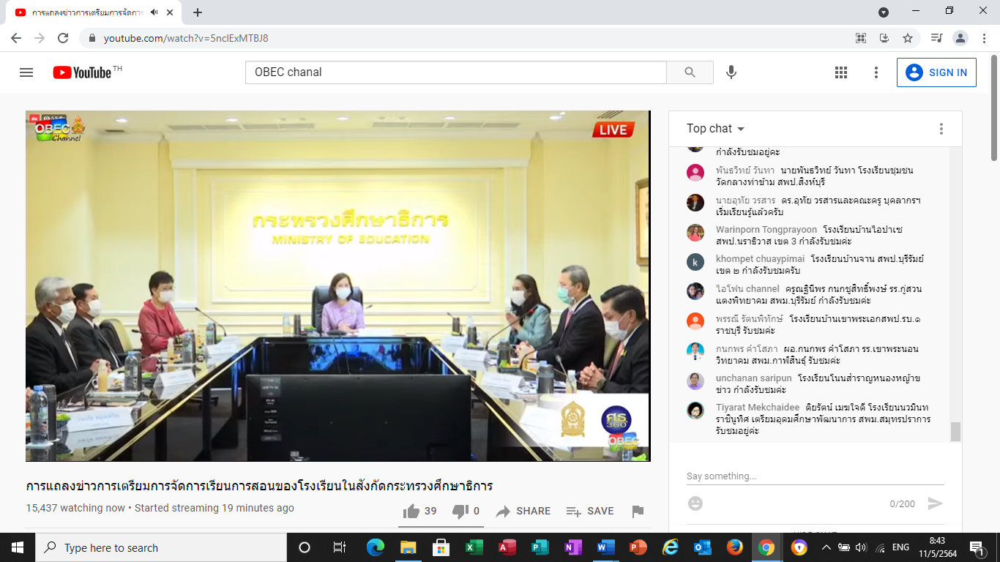 การแถลงข่าวการเตรียมการจัดการ
youtube.com/watch?v=5nclExMTBJ8
YouTube TH
OBEC chanal
SIGN IN
OBEC
Channel
LIVE
กระทรวงศึกษาธิการ
MINISTRY OF EDUCATION
ศธ.
360°
OBEC
Top chat
กำลังรับชมอยู่คะ
พันธวิทย์ วันทา นายพันธวิทย์ วันทา โรงเรียนชุมชน
วัดกลางท่าข้าม สพป.สิงห์บุรี
นายอุทัย วรสาร ดร.อุทัย วรสารและคณะครู บุคลากรฯ
เริ่มเรียนรู้แล้วครับ
Warinporn Tongprayoon โรงเรียนบ้านไอปาเซ
สพป.นราธิวาส เขต 3 กำลังรับชมค่ะ
khompet chuaypimai โรงเรียนบ้านจาน สพป.บุรีรัมย์
เขต ๒ กำลังรับชมครับ
ไอโฟน channel ครูณฐินีพร กนกชูสิทธิ์พงษ์ รร.กู่สวน
แตงพิทยาคม สพม.บุรีรัมย์ กำลังรับชมค่ะ
พรรณี รัตนพิทักษ์ โรงเรียนบ้านเขาพระเอกสพป.รบ.๑
ราชบุรี รับชมค่ะ
กนกพร คำโสภา ผอ.กนกพร คำโสภา รร.เขาพระนอน
วิทยาคม สพม.กาฬสินธุ์ รับชมค่ะ
unchanan saripun โรงเรียนโนนสำราญหนองหญ้าข
ข่าว กำลังรับชมค่ะ
Tiyarat Mekchaidee ติยรัตน์ เมฆใจดี โรงเรียนนวมินท
ราชินูทิศ เตรียมอุดมศึกษาพัฒนาการ สพม.สมุทรปราการ
รับชมอยู่ค่ะ
Say something...
0/200
การแถลงข่าวการเตรียมการจัดการเรียนการสอนของโรงเรียนในสังกัดกระทรวงศึกษาธิการ
15,437 watching now • Started streaming 19 minutes ago
39
0
SHARE
SAVE
Type here to search
ENG
8:43
11/5/2564
1